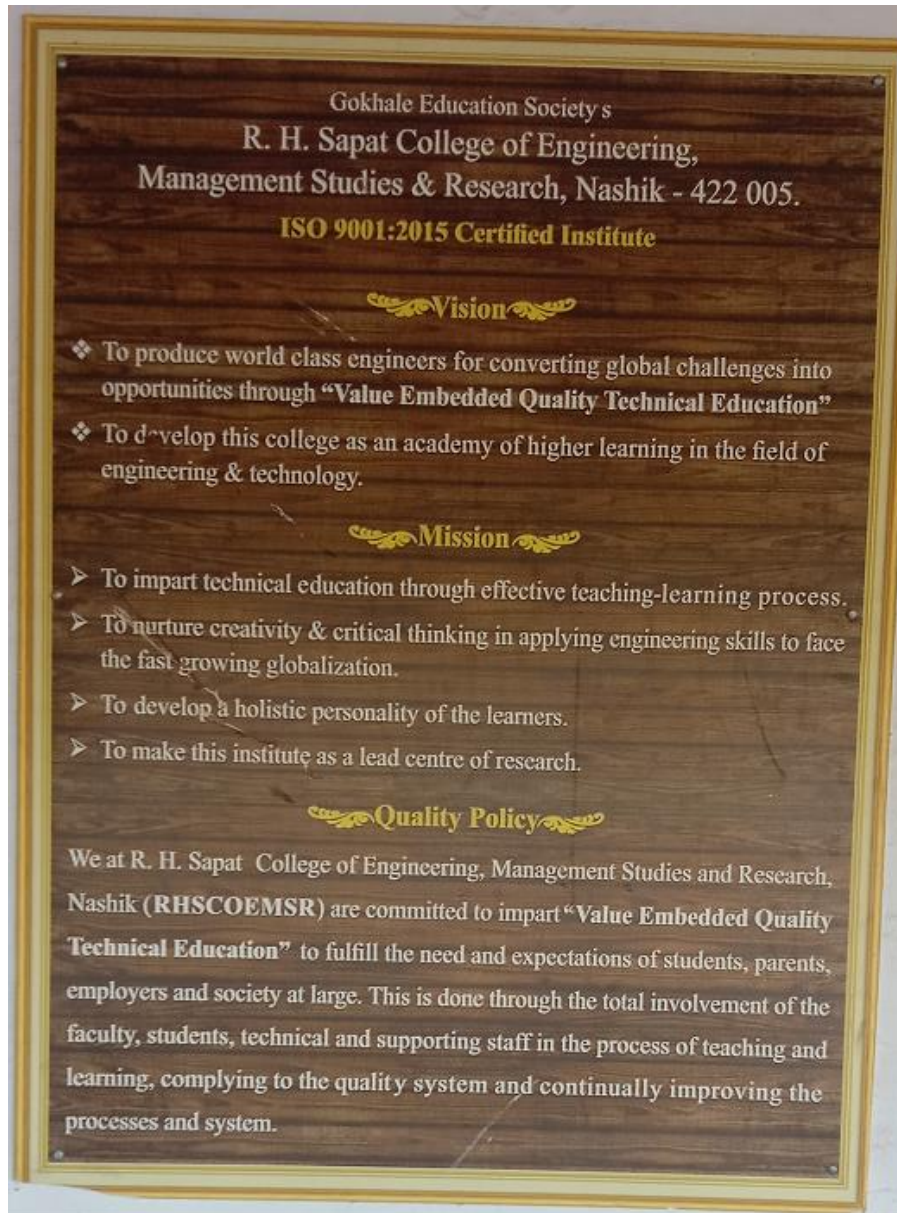 Gokhale Education Society s
R. H. Sapat College of Engineering,
Management Studies & Research, Nashik - 422 005.
ISO 9001:2015 Certified Institute
Vision
❖ To produce world class engineers for converting global challenges into
opportunities through “Value Embedded Quality Technical Education”
❖ To develop this college as an academy of higher learning in the field of
engineering & technology.
Mission
➢ To impart technical education through effective teaching-learning process.
➢ To nurture creativity & critical thinking in applying engineering skills to face
the fast growing globalization.
➢ To develop a holistic personality of the learners.
➢ To make this institute as a lead centre of research.
Quality Policy
We at R. H. Sapat College of Engineering, Management Studies and Research,
Nashik (RHSCOEMSR) are committed to impart “Value Embedded Quality
Technical Education” to fulfill the need and expectations of students, parents,
employers and society at large. This is done through the total involvement of the
faculty, students, technical and supporting staff in the process of teaching and
learning, complying to the quality system and continually improving the
processes and system.